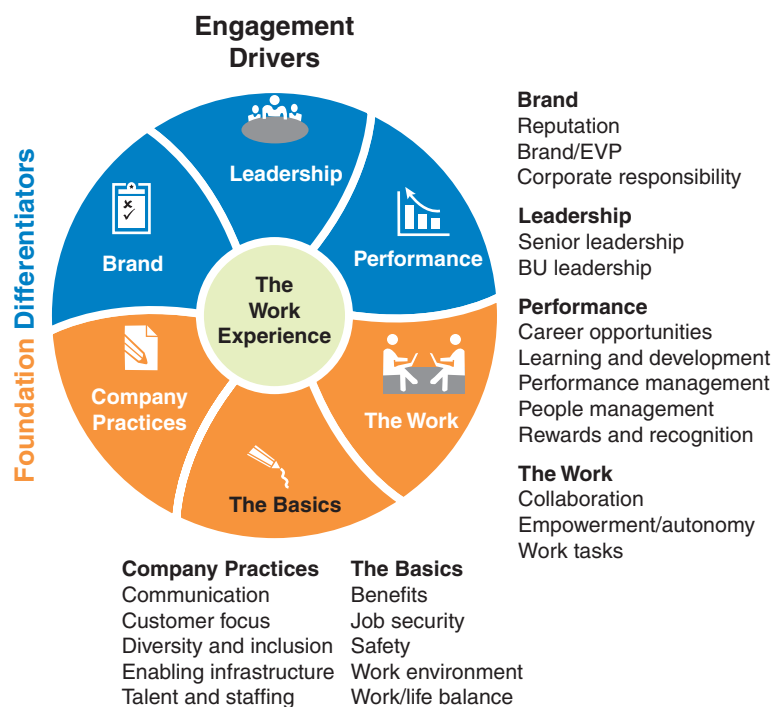 Engagement
Drivers
Foundation Differentiators
Leadership
Brand
Performance
The
Work
Experience
Company
Practices
The Work
The Basics
Brand
Reputation
Brand/EVP
Corporate responsibility
Leadership
Senior leadership
BU leadership
Performance
Career opportunities
Learning and development
Performance management
People management
Rewards and recognition
The Work
Collaboration
Empowerment/autonomy
Work tasks
Company Practices
Communication
Customer focus
Diversity and inclusion
Enabling infrastructure
Talent and staffing
The Basics
Benefits
Job security
Safety
Work environment
Work/life balance